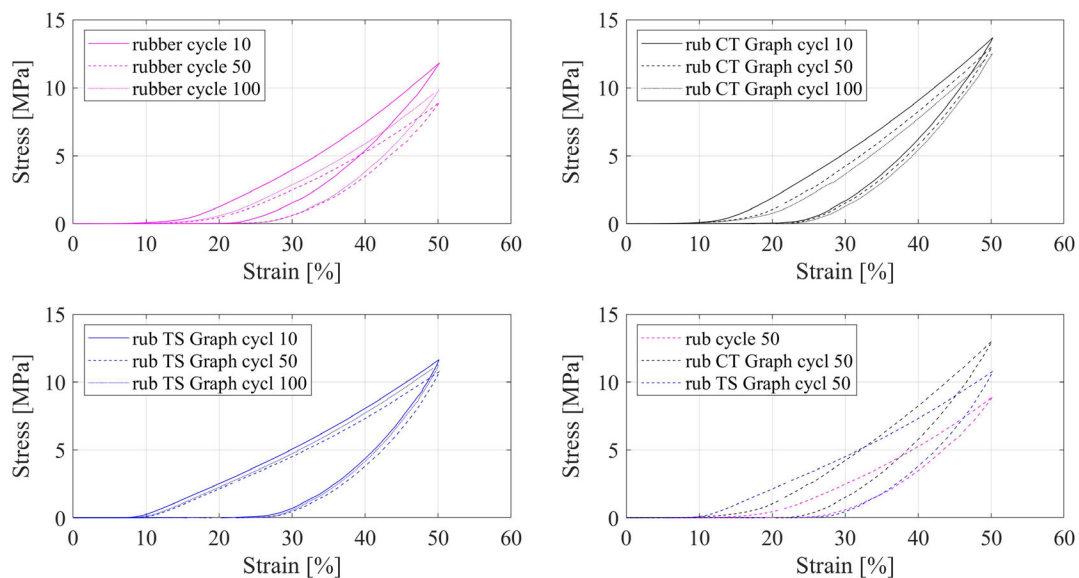 15
10
5
0
Stress [MPa]
rubber cycle 10
rubber cycle 50
rubber cycle 100
0 10 20 30 40 50 60
Strain [%]
15
10
5
0
Stress [MPa]
rub CT Graph cycl 10
rub CT Graph cycl 50
rub CT Graph cycl 100
0 10 20 30 40 50 60
Strain [%]
15
10
5
0
Stress [MPa]
rub TS Graph cycl 10
rub TS Graph cycl 50
rub TS Graph cycl 100
0 10 20 30 40 50 60
Strain [%]
15
10
5
0
Stress [MPa]
rub cycle 50
rub CT Graph cycl 50
rub TS Graph cycl 50
0 10 20 30 40 50 60
Strain [%]